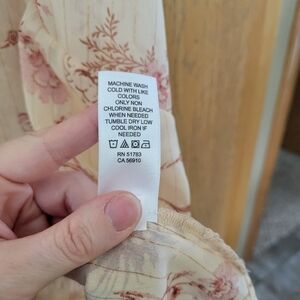 MACHINE WASH
COLD WITH LIKE
COLORS
ONLY NON
CHLORINE BLEACH
WHEN NEEDED
TUMBLE DRY LOW
COOL IRON IF
NEEDED
RN 51783
CA 56910